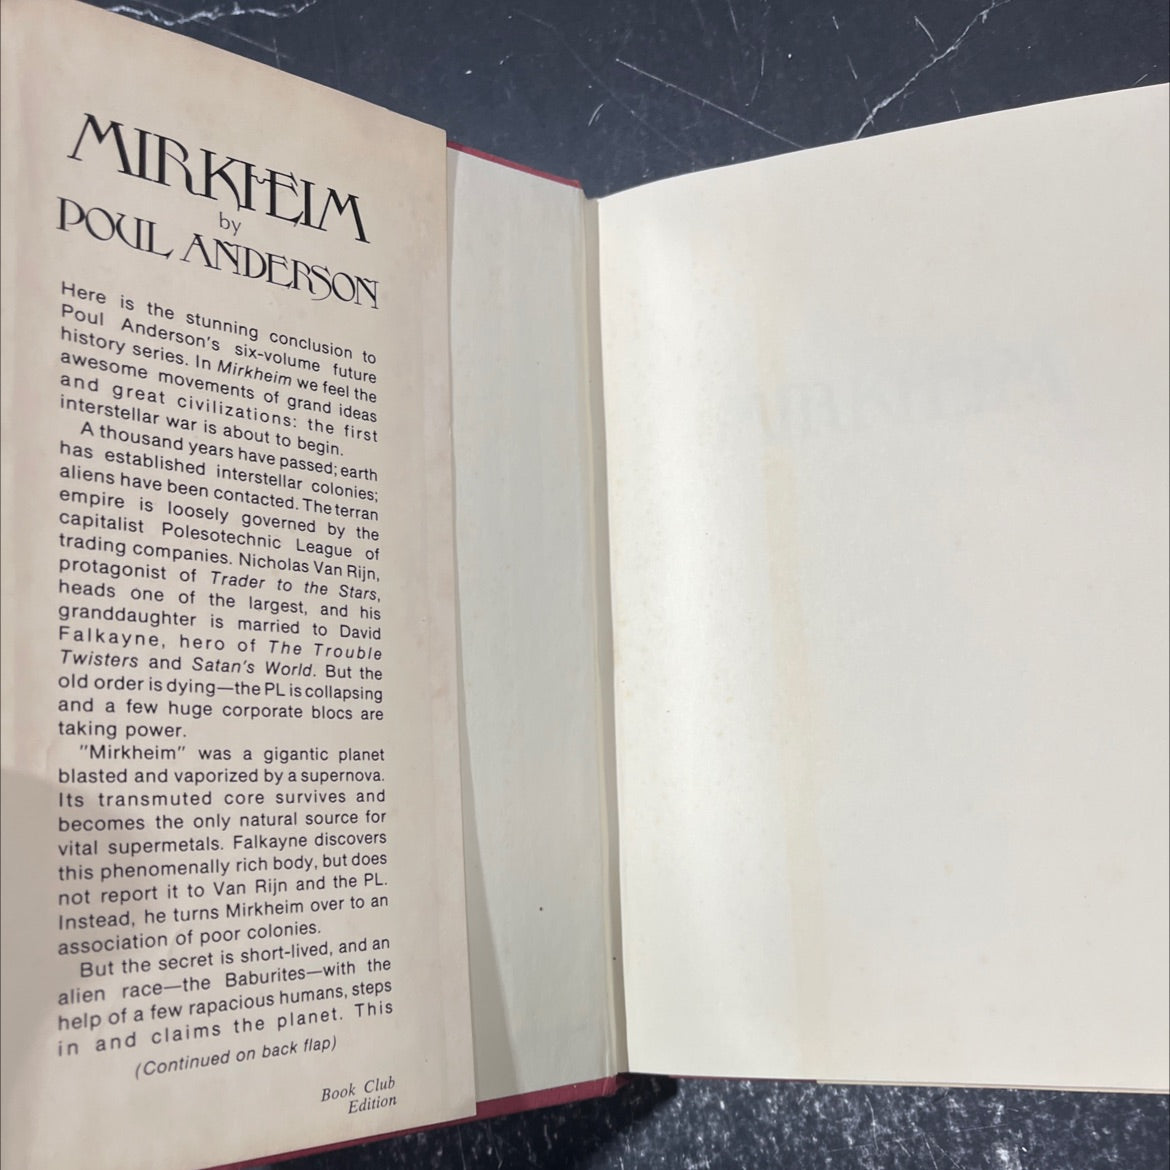 MIRKHEIM
by
POUL ANDERSON
Here is the stunning conclusion to
Poul Anderson's six-volume future
history series. In Mirkheim we feel the
awesome movements of grand ideas
and great civilizations: the first
interstellar war is about to begin.
A thousand years have passed; earth
has established interstellar colonies;
aliens have been contacted. The terran
empire is loosely governed by the
capitalist Polesotechnic League of
trading companies. Nicholas Van Rijn,
protagonist of Trader to the Stars,
heads one of the largest, and his
granddaughter is married to David
Falkayne, hero of The Trouble
Twisters and Satan's World. But the
old order is dying—the PL is collapsing
and a few huge corporate blocs are
taking power.
"Mirkheim" was a gigantic planet
blasted and vaporized by a supernova.
Its transmuted core survives and
becomes the only natural source for
vital supermetals. Falkayne discovers
this phenomenally rich body, but does
not report it to Van Rijn and the PL.
Instead, he turns Mirkheim over to an
association of poor colonies.
But the secret is short-lived, and an
alien race—the Baburites—with the
help of a few rapacious humans, steps
in and claims the planet. This
(Continued on back flap)
Book Club
Edition